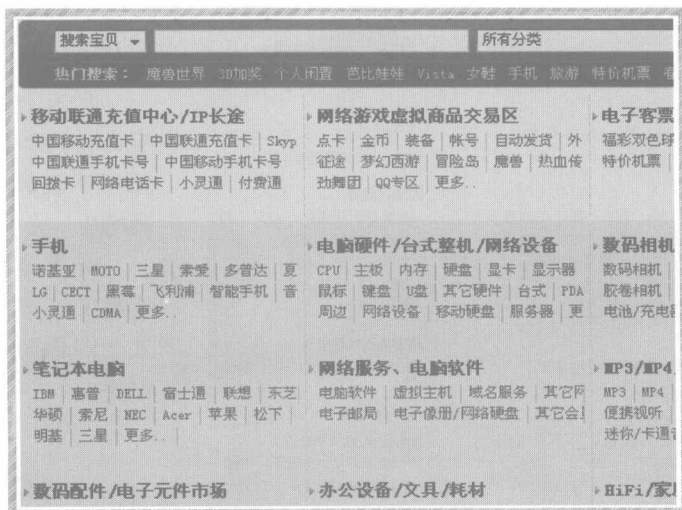 搜索宝贝 所有分类
热门搜索： 魔兽世界 3D加奖 个人闲置 芭比娃娃 Vista 女鞋 手机 旅游 特价机票
移动联通充值中心/IP长途
中国移动充值卡 | 中国联通充值卡 | Skyp
中国联通手机卡号 | 中国移动手机卡号
回拨卡 | 网络电话卡 | 小灵通 | 付费通
网络游戏虚拟商品交易区
点卡 | 金币 | 装备 | 帐号 | 自动发货 | 外
征途 | 梦幻西游 | 冒险岛 | 魔兽 | 热血传
劲舞团 | QQ专区 | 更多..
电子客票
福彩双色球
特价机票 |
手机
诺基亚 | MOTO | 三星 | 索爱 | 多普达 | 夏
LG | CECT | 黑莓 | 飞利浦 | 智能手机 | 音
小灵通 | CDMA | 更多..
电脑硬件/台式整机/网络设备
CPU | 主板 | 内存 | 硬盘 | 显卡 | 显示器
鼠标 | 键盘 | U盘 | 其它硬件 | 台式 | PDA
周边 | 网络设备 | 移动硬盘 | 服务器 | 更
数码相机
数码相机 |
胶卷相机 |
电池/充电器
笔记本电脑
IBM | 惠普 | DELL | 富士通 | 联想 | 东芝
华硕 | 索尼 | NEC | Acer | 苹果 | 松下 |
明基 | 三星 | 更多.. |
网络服务、电脑软件
电脑软件 | 虚拟主机 | 域名服务 | 其它网
电子邮局 | 电子像册/网络硬盘 | 其它会
MP3/MP4
MP3 | MP4
便携视听 |
迷你/卡通
数码配件/电子元件市场
办公设备/文具/耗材
HiFi/家